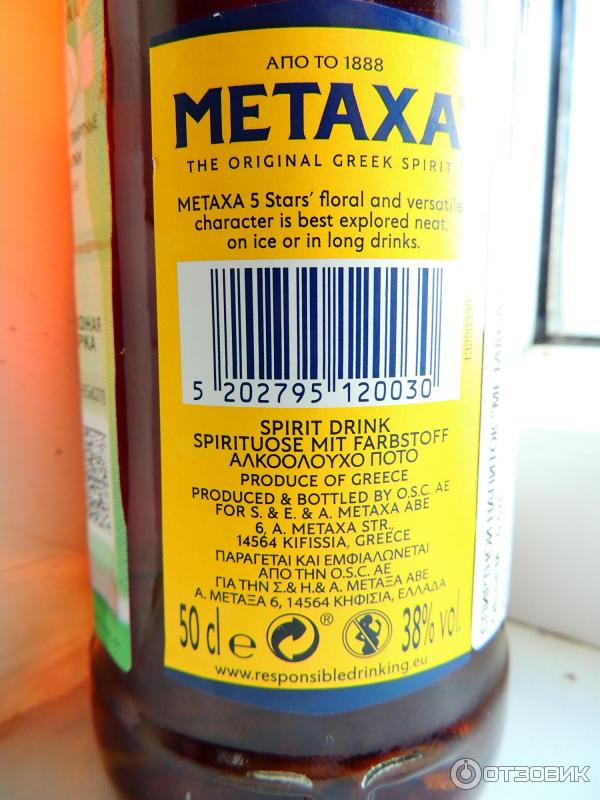 ΑΠΟ ΤΟ 1888
METAXA®
THE ORIGINAL GREEK SPIRIT
METAXA 5 Stars’ floral and versatile
character is best explored neat,
on ice or in long drinks.
5 202795 120030
SPIRIT DRINK
SPIRITUOSE MIT FARBSTOFF
ΑΛΚΟΟΛΟΥΧΟ ΠΟΤΟ
PRODUCE OF GREECE
PRODUCED & BOTTLED BY O.S.C. AE
FOR S. & E. & A. METAXA ABE
6, A. METAXA STR.,
14564 KIFISSIA, GREECE
ΠΑΡΑΓΕΤΑΙ ΚΑΙ ΕΜΦΙΑΛΩΝΕΤΑΙ
ΑΠΟ ΤΗΝ O.S.C. AE
ΓΙΑ ΤΗΝ Σ.& Η.& Α. ΜΕΤΑΞΑ ΑΒΕ
Α. ΜΕΤΑΞΑ 6, 14564 ΚΗΦΙΣΙΑ, ΕΛΛΑΔΑ
50 cl e ® 38% vol.
www.responsibledrinking.eu
СПИРТНОЙ НАПИТОК
ОТЗОВИК